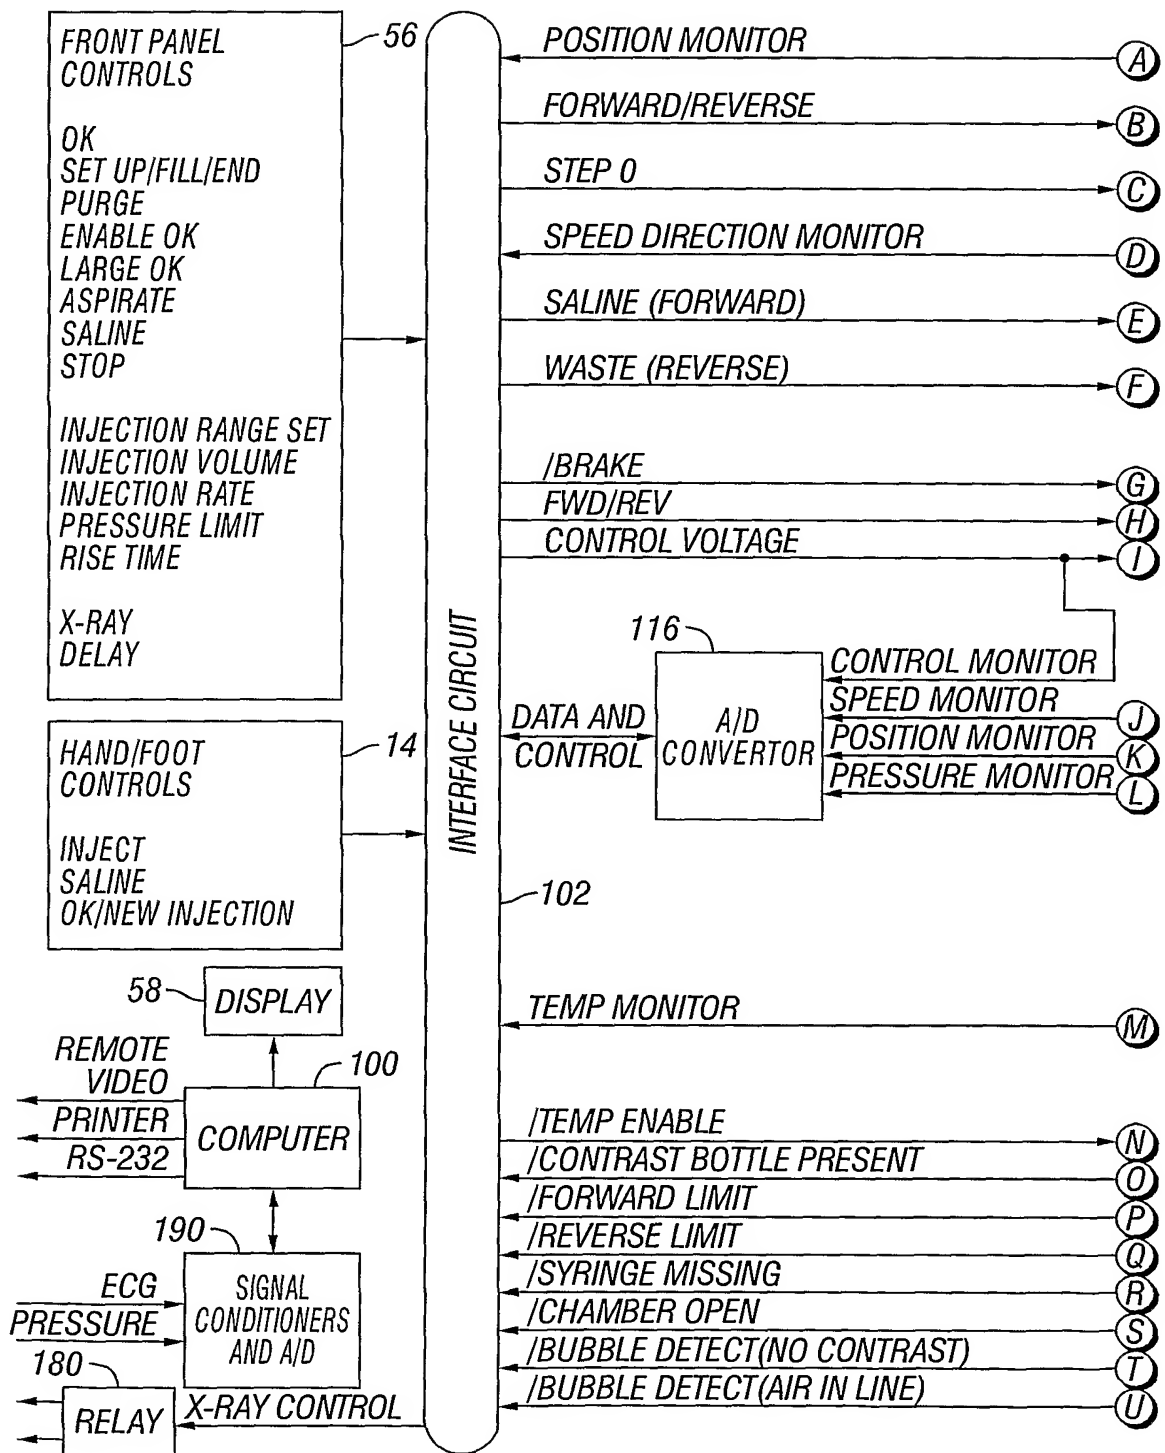 FRONT PANEL
CONTROLS
OK
SET UP/FILL/END
PURGE
ENABLE OK
LARGE OK
ASPIRATE
SALINE
STOP
INJECTION RANGE SET
INJECTION VOLUME
INJECTION RATE
PRESSURE LIMIT
RISE TIME
X-RAY
DELAY
56
HAND/FOOT
CONTROLS
INJECT
SALINE
OK/NEW INJECTION
14
58
DISPLAY
REMOTE
VIDEO
PRINTER
RS-232
100
COMPUTER
190
ECG
PRESSURE
SIGNAL
CONDITIONERS
AND A/D
180
RELAY
X-RAY CONTROL
INTERFACE CIRCUIT
102
POSITION MONITOR
A
FORWARD/REVERSE
B
STEP 0
C
SPEED DIRECTION MONITOR
D
SALINE (FORWARD)
E
WASTE (REVERSE)
F
/BRAKE
G
FWD/REV
H
CONTROL VOLTAGE
I
116
DATA AND
CONTROL
A/D
CONVERTOR
CONTROL MONITOR
SPEED MONITOR
J
POSITION MONITOR
K
PRESSURE MONITOR
L
TEMP MONITOR
M
/TEMP ENABLE
N
/CONTRAST BOTTLE PRESENT
O
/FORWARD LIMIT
P
/REVERSE LIMIT
Q
/SYRINGE MISSING
R
/CHAMBER OPEN
S
/BUBBLE DETECT(NO CONTRAST)
T
/BUBBLE DETECT(AIR IN LINE)
U